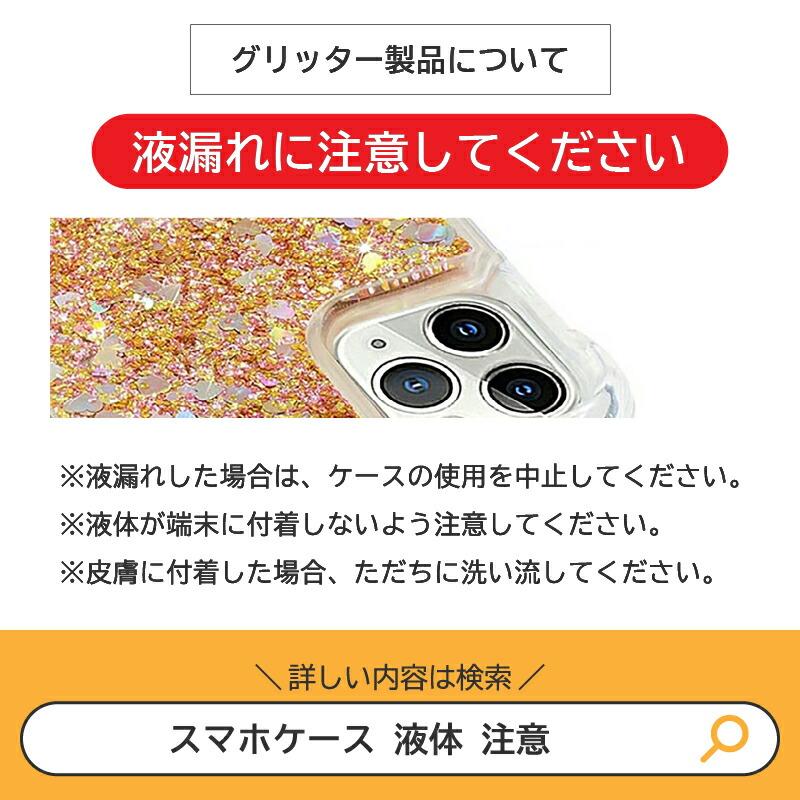 グリッター製品について
液漏れに注意してください
※液漏れした場合は、ケースの使用を中止してください。
※液体が端末に付着しないよう注意してください。
※皮膚に付着した場合、ただちに洗い流してください。
＼ 詳しい内容は検索 ／
スマホケース 液体 注意